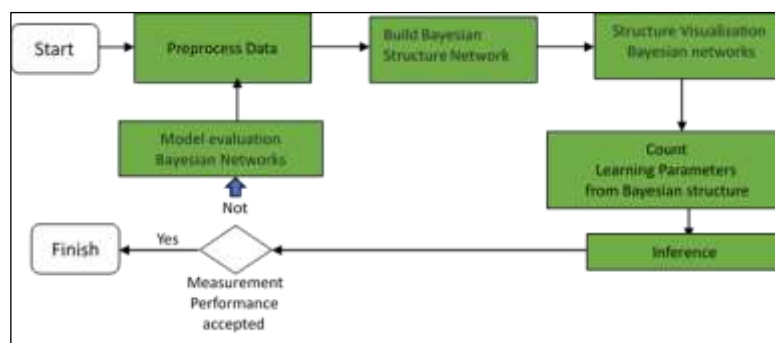 Start
Preprocess Data
Build Bayesian
Structure Network
Structure Visualization
Bayesian networks
Count
Learning Parameters
from Bayesian structure
Inference
Model evaluation
Bayesian Networks
Not
Yes
Finish
Measurement
Performance
accepted